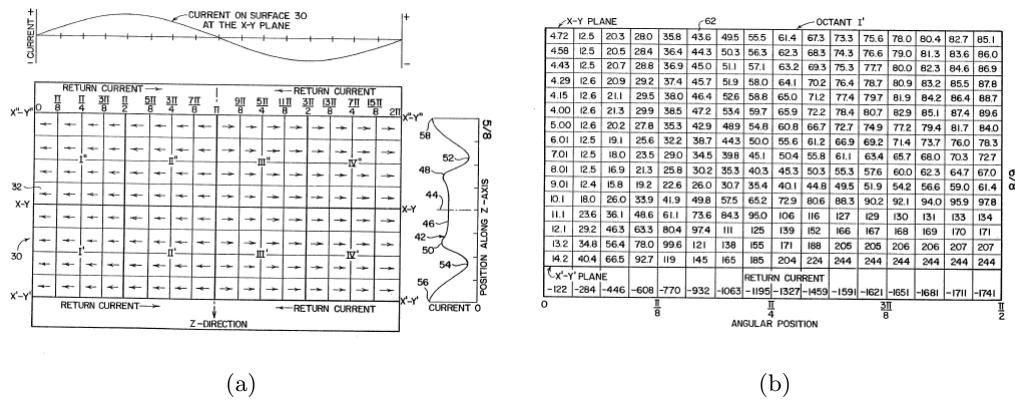 +
CURRENT ON SURFACE 30
AT THE X-Y PLANE
+
I CURRENT
−
−
RETURN CURRENT
RETURN CURRENT
X"-Y" 0 Π/8 Π/4 3Π/8 Π/2 5Π/8 3Π/4 7Π/8 Π 9Π/8 5Π/4 11Π/8 3Π/2 13Π/8 7Π/4 15Π/8 2Π X"-Y"
I" II" III" IV"
32
X-Y X-Y
30
I' II' III' IV'
X'-Y' X'-Y'
RETURN CURRENT
RETURN CURRENT
Z-DIRECTION
58
52
48
44
46
42
50
54
56
CURRENT 0
POSITION ALONG Z-AXIS
5/8
(a)
X-Y PLANE 62 OCTANT I'
4.72 12.5 20.3 28.0 35.8 43.6 49.5 55.5 61.4 67.3 73.3 75.6 78.0 80.4 82.7 85.1
4.58 12.5 20.5 28.4 36.4 44.3 50.3 56.3 62.3 68.3 74.3 76.6 79.0 81.3 83.6 86.0
4.43 12.5 20.7 28.8 36.9 45.0 51.1 57.1 63.2 69.3 75.3 77.7 80.0 82.3 84.6 86.9
4.29 12.6 20.9 29.2 37.4 45.7 51.9 58.0 64.1 70.2 76.4 78.7 80.9 83.2 85.5 87.8
4.15 12.6 21.1 29.5 38.0 46.4 52.6 58.8 65.0 71.2 77.4 79.7 81.9 84.2 86.4 88.7
4.00 12.6 21.3 29.9 38.5 47.2 53.4 59.7 65.9 72.2 78.4 80.7 82.9 85.1 87.4 89.6
5.00 12.6 20.2 27.8 35.3 42.9 48.9 54.8 60.8 66.7 72.7 74.9 77.2 79.4 81.7 84.0
6.01 12.5 19.1 25.6 32.2 38.7 44.3 50.0 55.6 61.2 66.9 69.2 71.4 73.7 76.0 78.3
7.01 12.5 18.0 23.5 29.0 34.5 39.8 45.1 50.4 55.8 61.1 63.4 65.7 68.0 70.3 72.7
8.01 12.5 16.9 21.3 25.8 30.2 35.3 40.3 45.3 50.3 55.3 57.6 60.0 62.3 64.7 67.0
9.01 12.4 15.8 19.2 22.6 26.0 30.7 35.4 40.1 44.8 49.5 51.9 54.2 56.6 59.0 61.4
10.1 18.0 26.0 33.9 41.9 49.8 57.5 65.2 72.9 80.6 88.3 90.2 92.1 94.0 95.9 97.8
11.1 23.6 36.1 48.6 61.1 73.6 84.3 95.0 106 116 127 129 130 131 133 134
12.1 29.2 46.3 63.3 80.4 97.4 111 125 139 152 166 167 168 169 170 171
13.2 34.8 56.4 78.0 99.6 121 138 155 171 188 205 205 206 206 207 207
14.2 40.4 66.5 92.7 119 145 165 185 204 224 244 244 244 244 244 244
X'-Y' PLANE RETURN CURRENT
-122 -284 -446 -608 -770 -932 -1063 -1195 -1327 -1459 -1591 -1621 -1651 -1681 -1711 -1741
0 Π/8 Π/4 3Π/8 Π/2
ANGULAR POSITION
6/8
(b)